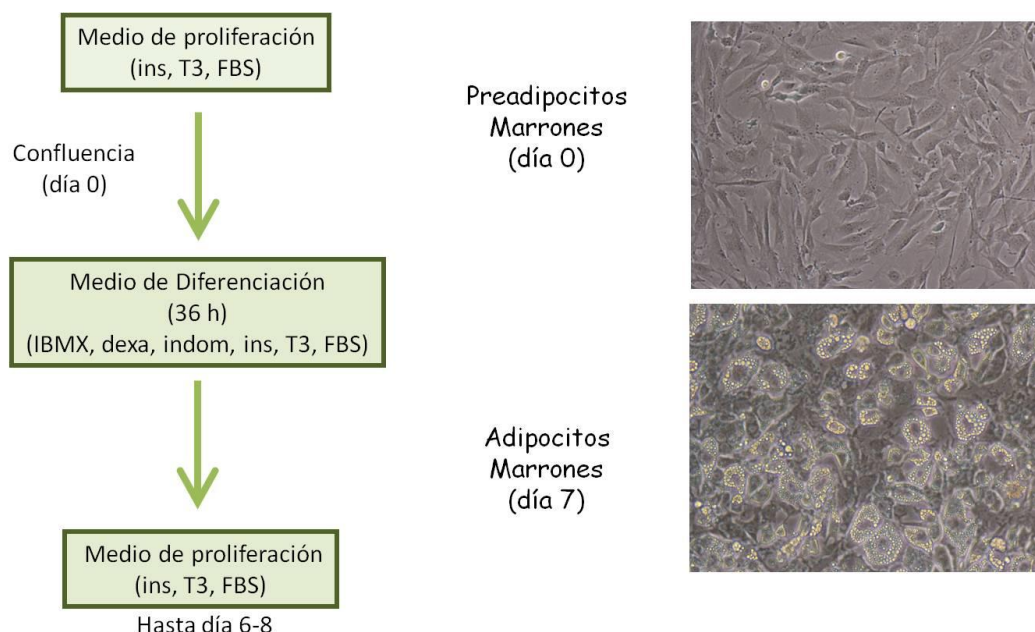 Medio de proliferación
(ins, T3, FBS)
Confluencia
(día 0)
Medio de Diferenciación
(36 h)
(IBMX, dexa, indom, ins, T3, FBS)
Medio de proliferación
(ins, T3, FBS)
Hasta día 6-8
Preadipocitos
Marrones
(día 0)
Adipocitos
Marrones
(día 7)